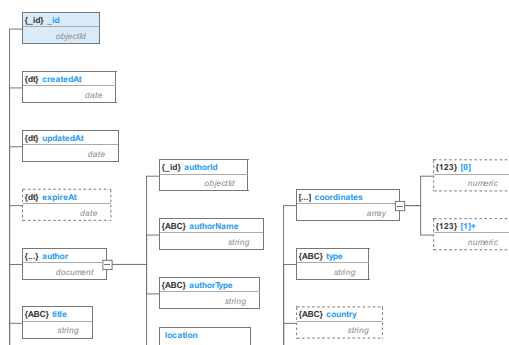 {_id} _id
objectId
{dt} createdAt
date
{dt} updatedAt
date
{dt} expireAt
date
{...} author
document
{ABC} title
string
{_id} authorId
objectId
{ABC} authorName
string
{ABC} authorType
string
location
[...] coordinates
array
{ABC} type
string
{ABC} country
string
{123} [0]
numeric
{123} [1]+
numeric